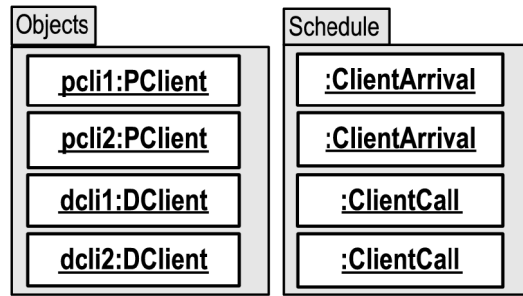 Objects
pcli1:PClient
pcli2:PClient
dcli1:DClient
dcli2:DClient
Schedule
:ClientArrival
:ClientArrival
:ClientCall
:ClientCall